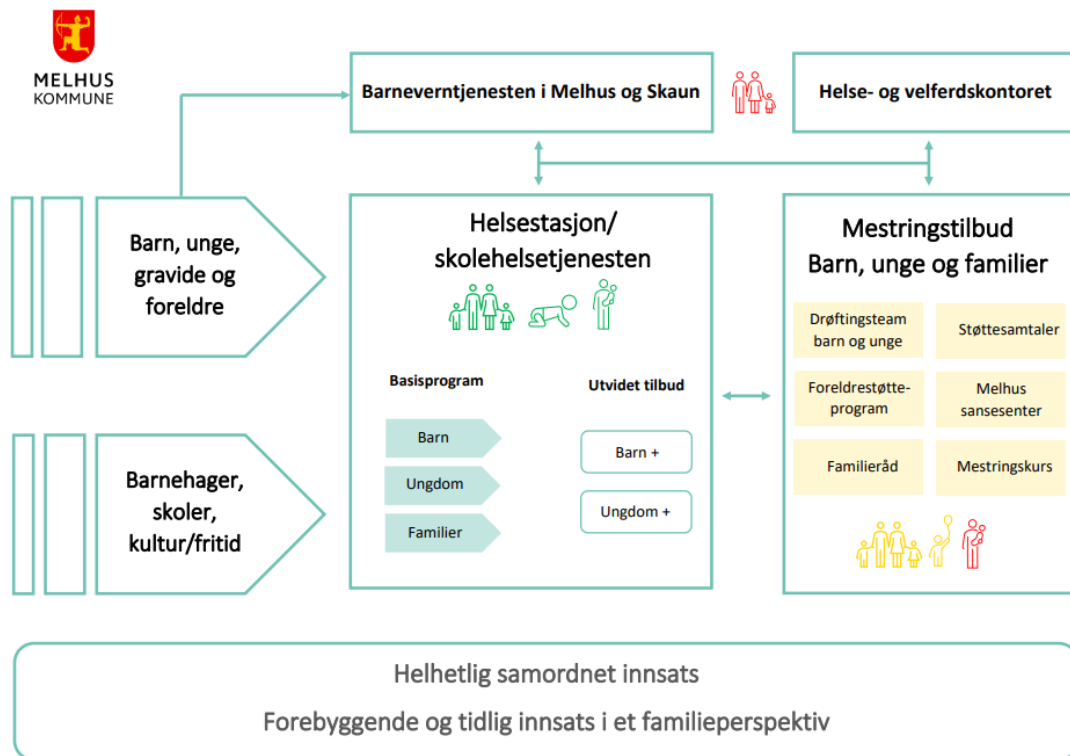 MELHUS
KOMMUNE
Barneverntjenesten i Melhus og Skaun
Helse- og velferdskontoret
Barn, unge,
gravide og
foreldre
Barnehager,
skoler,
kultur/fritid
Helsestasjon/
skolehelsetjenesten
Basisprogram
Barn
Ungdom
Familier
Utvidet tilbud
Barn +
Ungdom +
Mestringstilbud
Barn, unge og familier
Drøftingsteam
barn og unge
Støttesamtaler
Foreldrestøtte-
program
Melhus
sansesenter
Familieråd
Mestringskurs
Helhetlig samordnet innsats
Forebyggende og tidlig innsats i et familieperspektiv